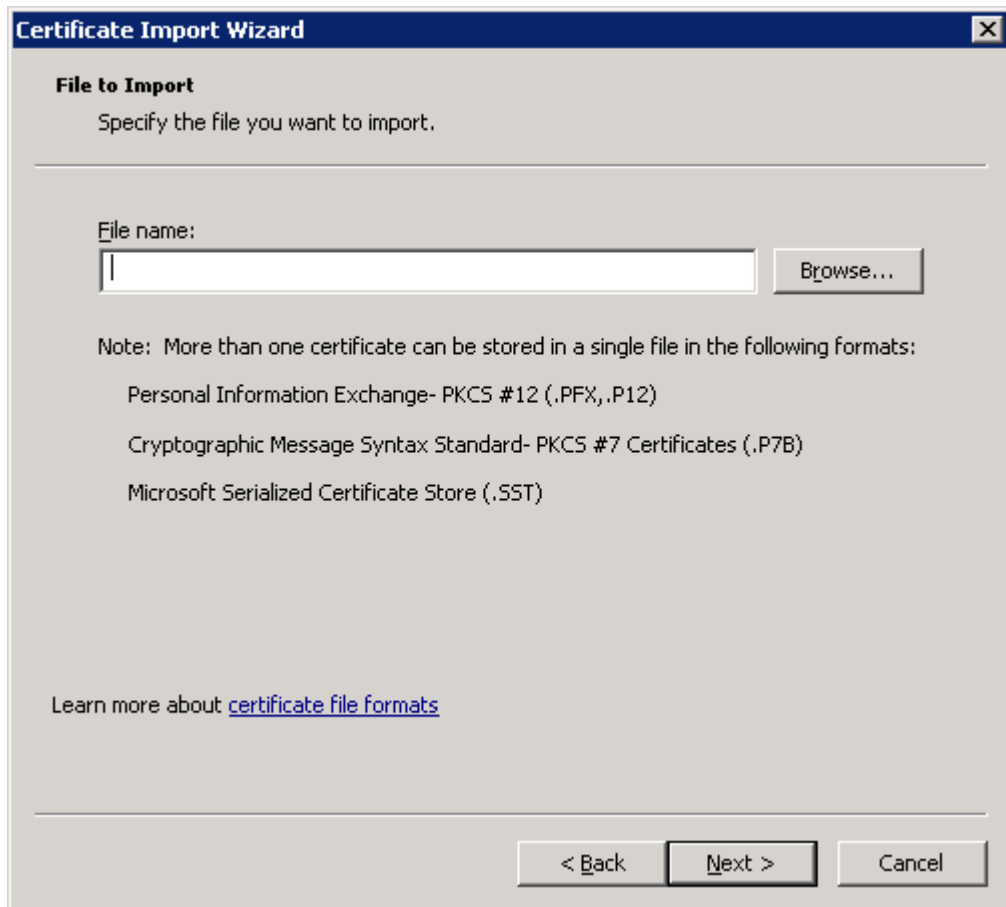 Certificate Import Wizard
File to Import
Specify the file you want to import.
File name:
Browse...
Note: More than one certificate can be stored in a single file in the following formats:
Personal Information Exchange- PKCS #12 (.PFX,.P12)
Cryptographic Message Syntax Standard- PKCS #7 Certificates (.P7B)
Microsoft Serialized Certificate Store (.SST)
Learn more about certificate file formats
< Back Next > Cancel